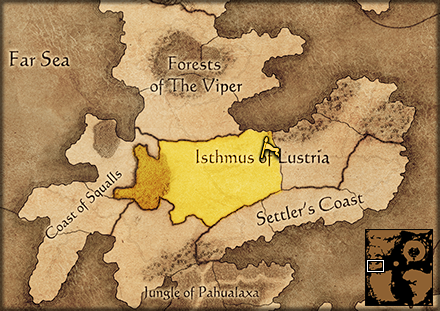 Far Sea
Forests
of The Viper
Isthmus of Lustria
Coast of Squalls
Settler's Coast
Jungle of Pahualaxa